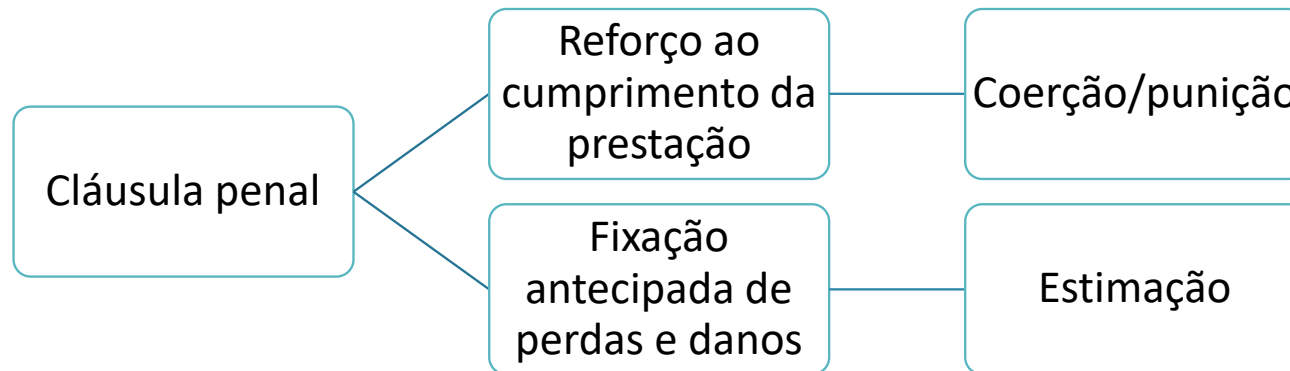 Cláusula penal
Reforço ao
cumprimento da
prestação
Coerção/punição
Fixação
antecipada de
perdas e danos
Estimação